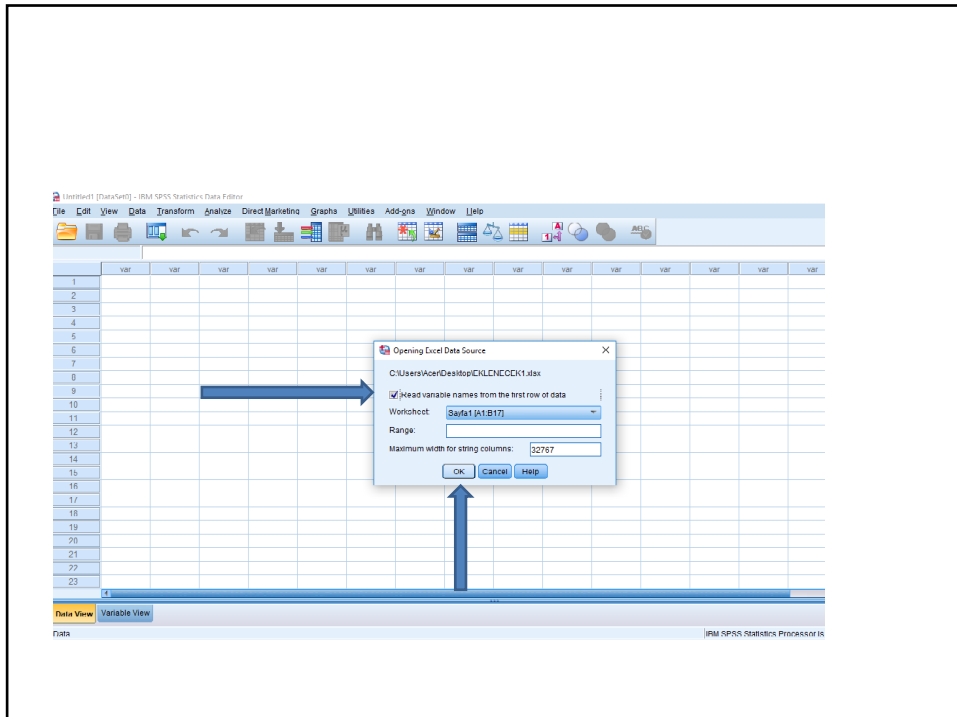 Untitled1 [DataSet0] - IBM SPSS Statistics Data Editor
File Edit View Data Transform Analyze Direct Marketing Graphs Utilities Add-ons Window Help
var var var var var var var var var var var var var var var
1
2
3
4
5
6
7
8
9
10
11
12
13
14
15
16
17
18
19
20
21
22
23
Opening Excel Data Source
C:\Users\Acer\Desktop\EKLENECEK1.xlsx
Read variable names from the first row of data
Worksheet: Sayfa1 [A1:B17]
Range:
Maximum width for string columns: 32767
OK Cancel Help
Data View Variable View
Data IBM SPSS Statistics Processor is